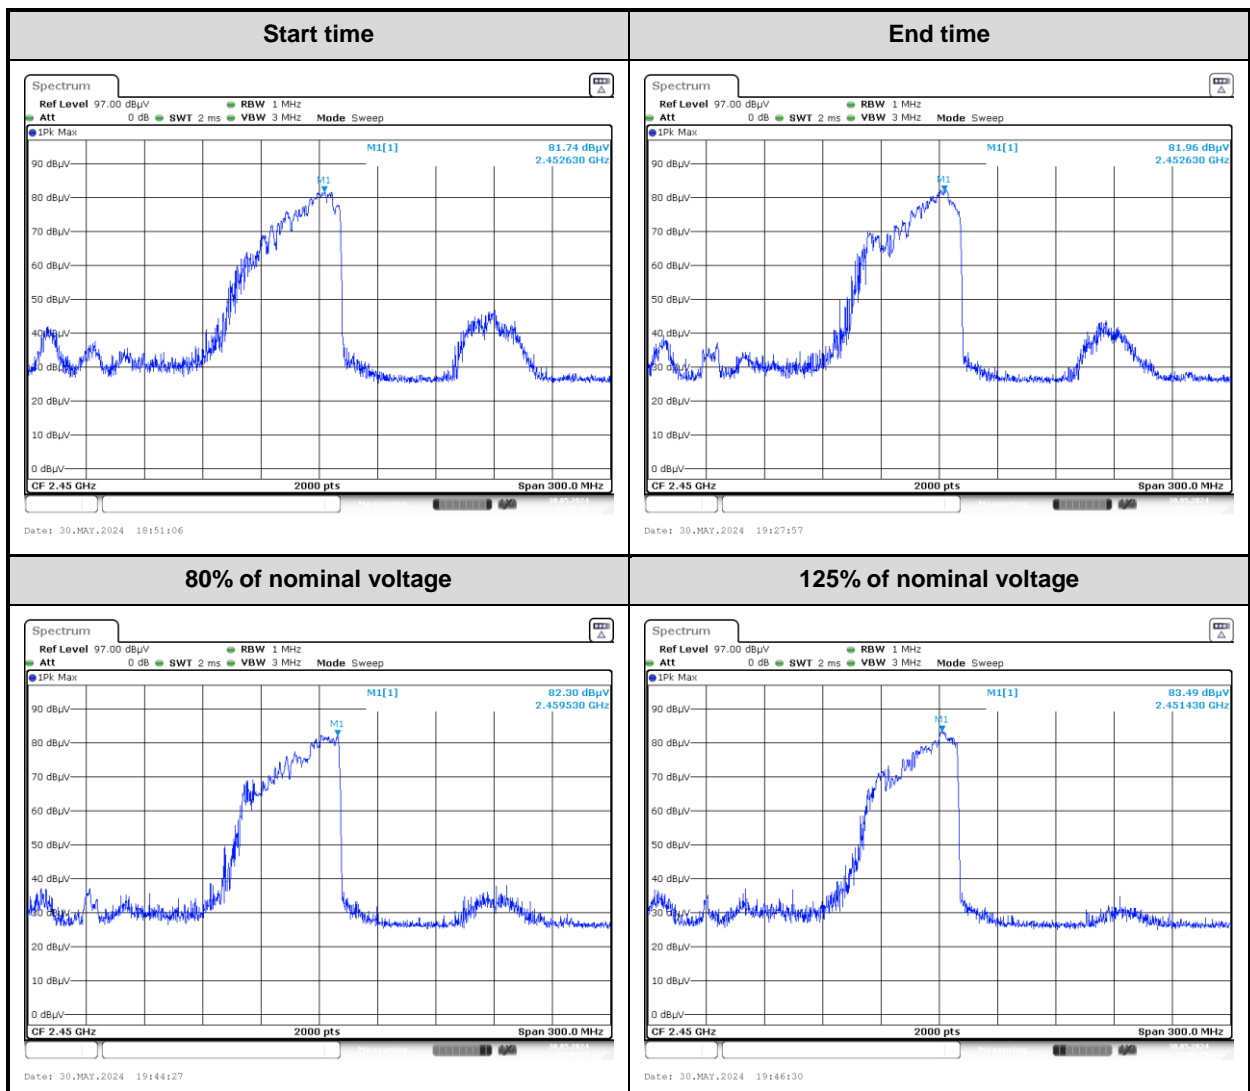 Start time
End time
Spectrum
Ref Level 97.00 dBµV RBW 1 MHz
Att 0 dB SWT 2 ms VBW 3 MHz Mode Sweep
1Pk Max
M1[1] 81.74 dBµV
2.452630 GHz
M1
90 dBµV
80 dBµV
70 dBµV
60 dBµV
50 dBµV
40 dBµV
30 dBµV
20 dBµV
10 dBµV
0 dBµV
CF 2.45 GHz 2000 pts Span 300.0 MHz
Date: 30.MAY.2024 18:51:06
Spectrum
Ref Level 97.00 dBµV RBW 1 MHz
Att 0 dB SWT 2 ms VBW 3 MHz Mode Sweep
1Pk Max
M1[1] 81.96 dBµV
2.452630 GHz
M1
90 dBµV
80 dBµV
70 dBµV
60 dBµV
50 dBµV
40 dBµV
30 dBµV
20 dBµV
10 dBµV
0 dBµV
CF 2.45 GHz 2000 pts Span 300.0 MHz
Date: 30.MAY.2024 19:27:57
80% of nominal voltage
125% of nominal voltage
Spectrum
Ref Level 97.00 dBµV RBW 1 MHz
Att 0 dB SWT 2 ms VBW 3 MHz Mode Sweep
1Pk Max
M1[1] 82.30 dBµV
2.459530 GHz
M1
90 dBµV
80 dBµV
70 dBµV
60 dBµV
50 dBµV
40 dBµV
30 dBµV
20 dBµV
10 dBµV
0 dBµV
CF 2.45 GHz 2000 pts Span 300.0 MHz
Date: 30.MAY.2024 19:44:27
Spectrum
Ref Level 97.00 dBµV RBW 1 MHz
Att 0 dB SWT 2 ms VBW 3 MHz Mode Sweep
1Pk Max
M1[1] 83.49 dBµV
2.451430 GHz
M1
90 dBµV
80 dBµV
70 dBµV
60 dBµV
50 dBµV
40 dBµV
30 dBµV
20 dBµV
10 dBµV
0 dBµV
CF 2.45 GHz 2000 pts Span 300.0 MHz
Date: 30.MAY.2024 19:46:30